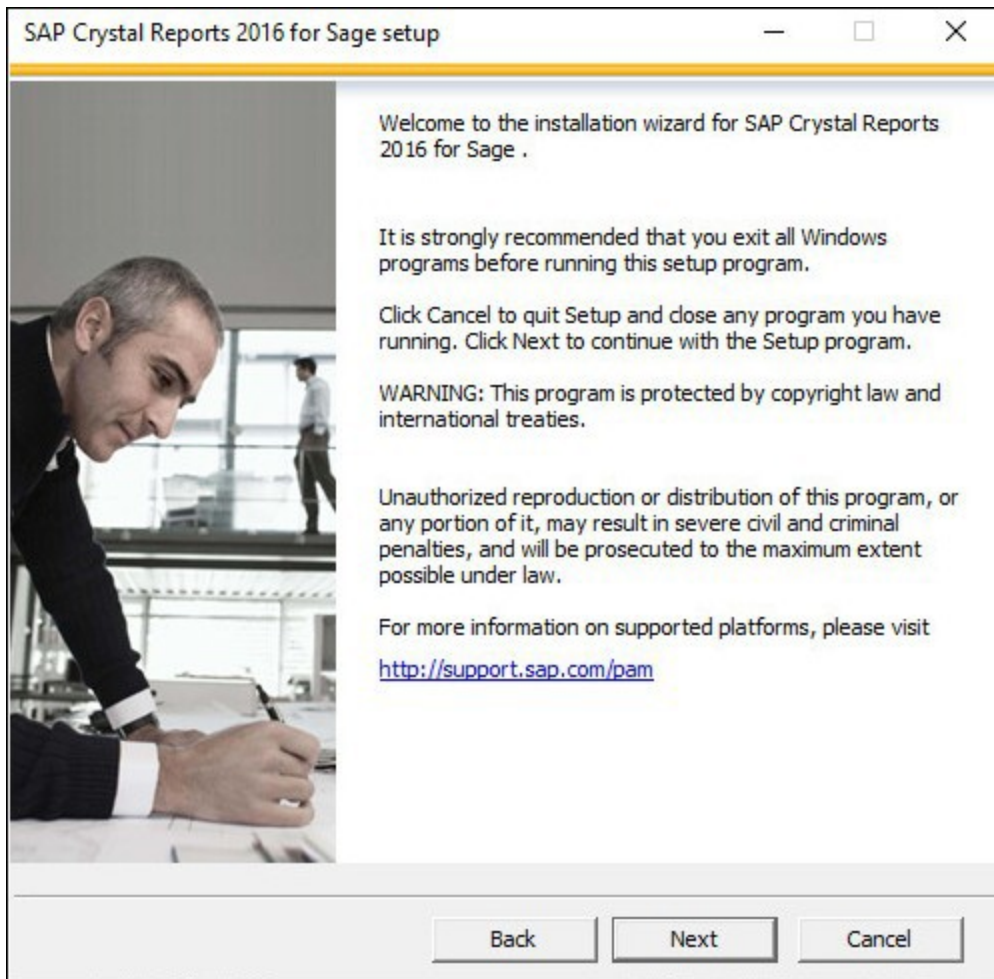 SAP Crystal Reports 2016 for Sage setup
Welcome to the installation wizard for SAP Crystal Reports
2016 for Sage .
It is strongly recommended that you exit all Windows
programs before running this setup program.
Click Cancel to quit Setup and close any program you have
running. Click Next to continue with the Setup program.
WARNING: This program is protected by copyright law and
international treaties.
Unauthorized reproduction or distribution of this program, or
any portion of it, may result in severe civil and criminal
penalties, and will be prosecuted to the maximum extent
possible under law.
For more information on supported platforms, please visit
http://support.sap.com/pam
Back
Next
Cancel